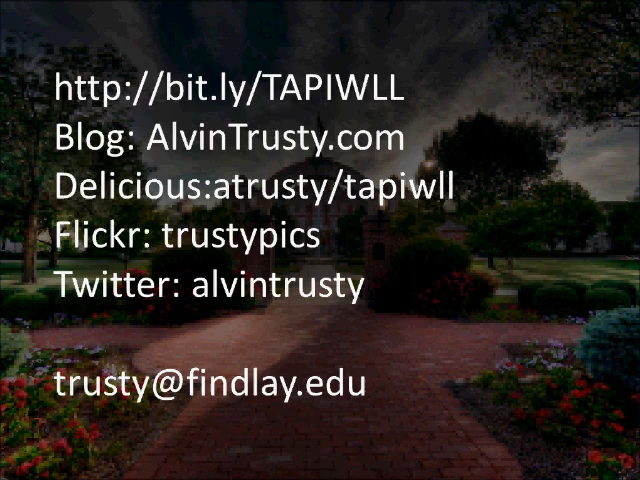 http://bit.ly/TAPIWLL
Blog: AlvinTrusty.com
Delicious:atrusty/tapiwll
Flickr: trustypics
Twitter: alvintrusty
trusty@findlay.edu